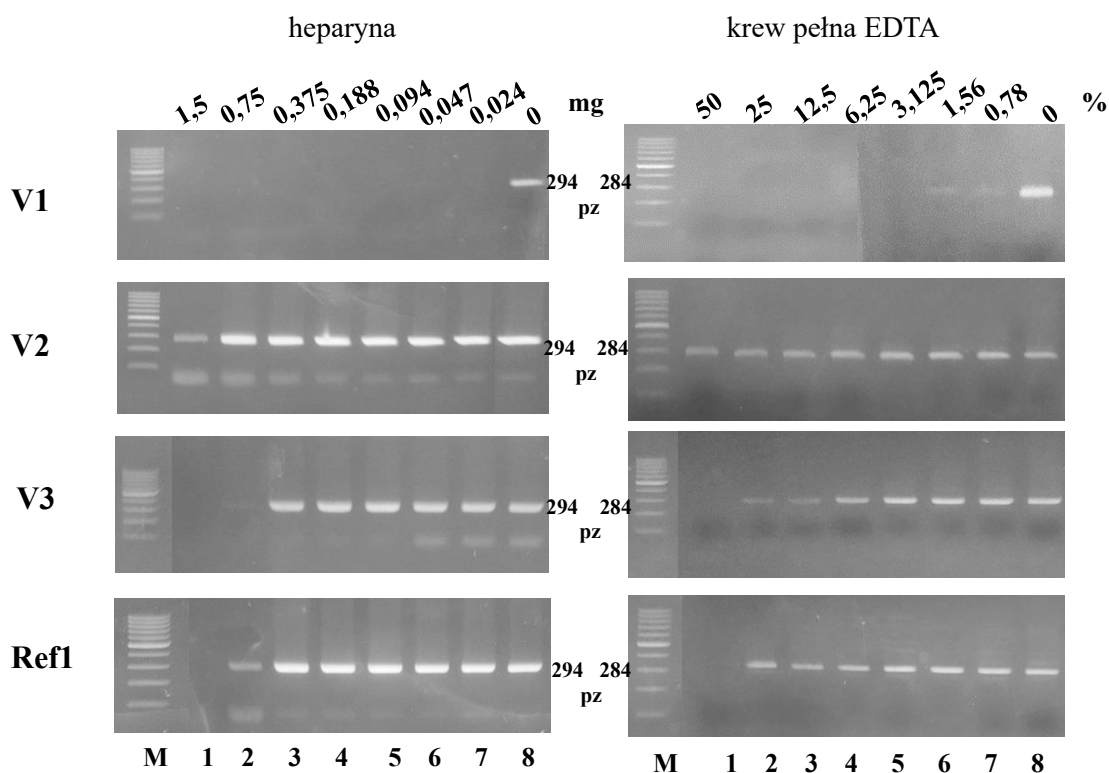 heparyna krew pełna EDTA
1,5 0,75 0,375 0,188 0,094 0,047 0,024 0 mg 50 25 12,5 6,25 3,125 1,56 0,78 0 %
V1 294 284
pz
V2 294 284
pz
V3 294 284
pz
Ref1 294 284
pz
M 1 2 3 4 5 6 7 8 M 1 2 3 4 5 6 7 8